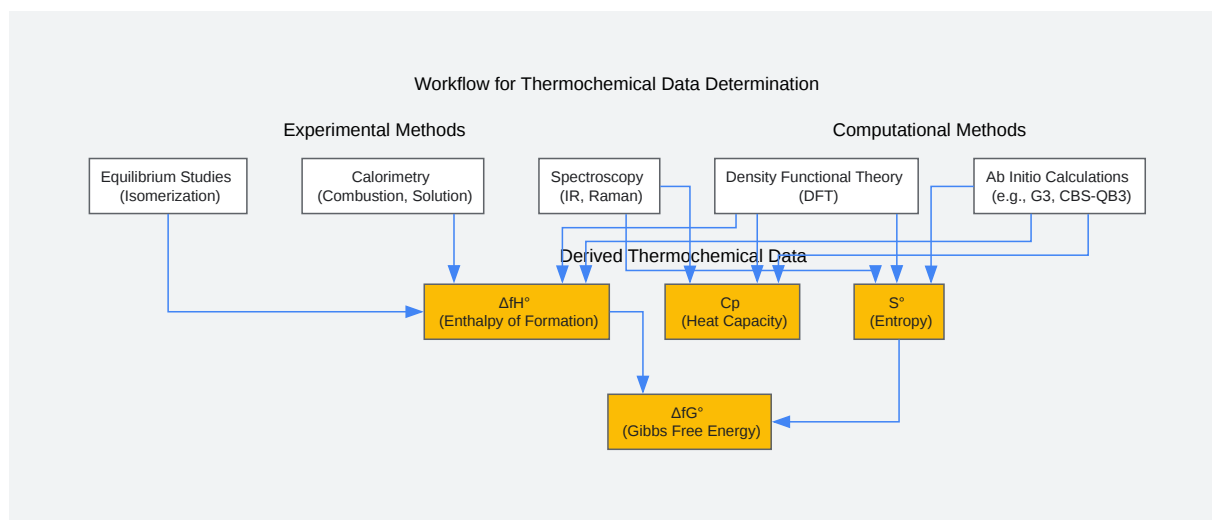 Workflow for Thermochemical Data Determination
Experimental Methods
Computational Methods
Equilibrium Studies
(Isomerization)
Calorimetry
(Combustion, Solution)
Spectroscopy
(IR, Raman)
Density Functional Theory
(DFT)
Ab Initio Calculations
(e.g., G3, CBS-QB3)
Derived Thermochemical Data
ΔfH°
(Enthalpy of Formation)
Cp
(Heat Capacity)
S°
(Entropy)
ΔfG°
(Gibbs Free Energy)